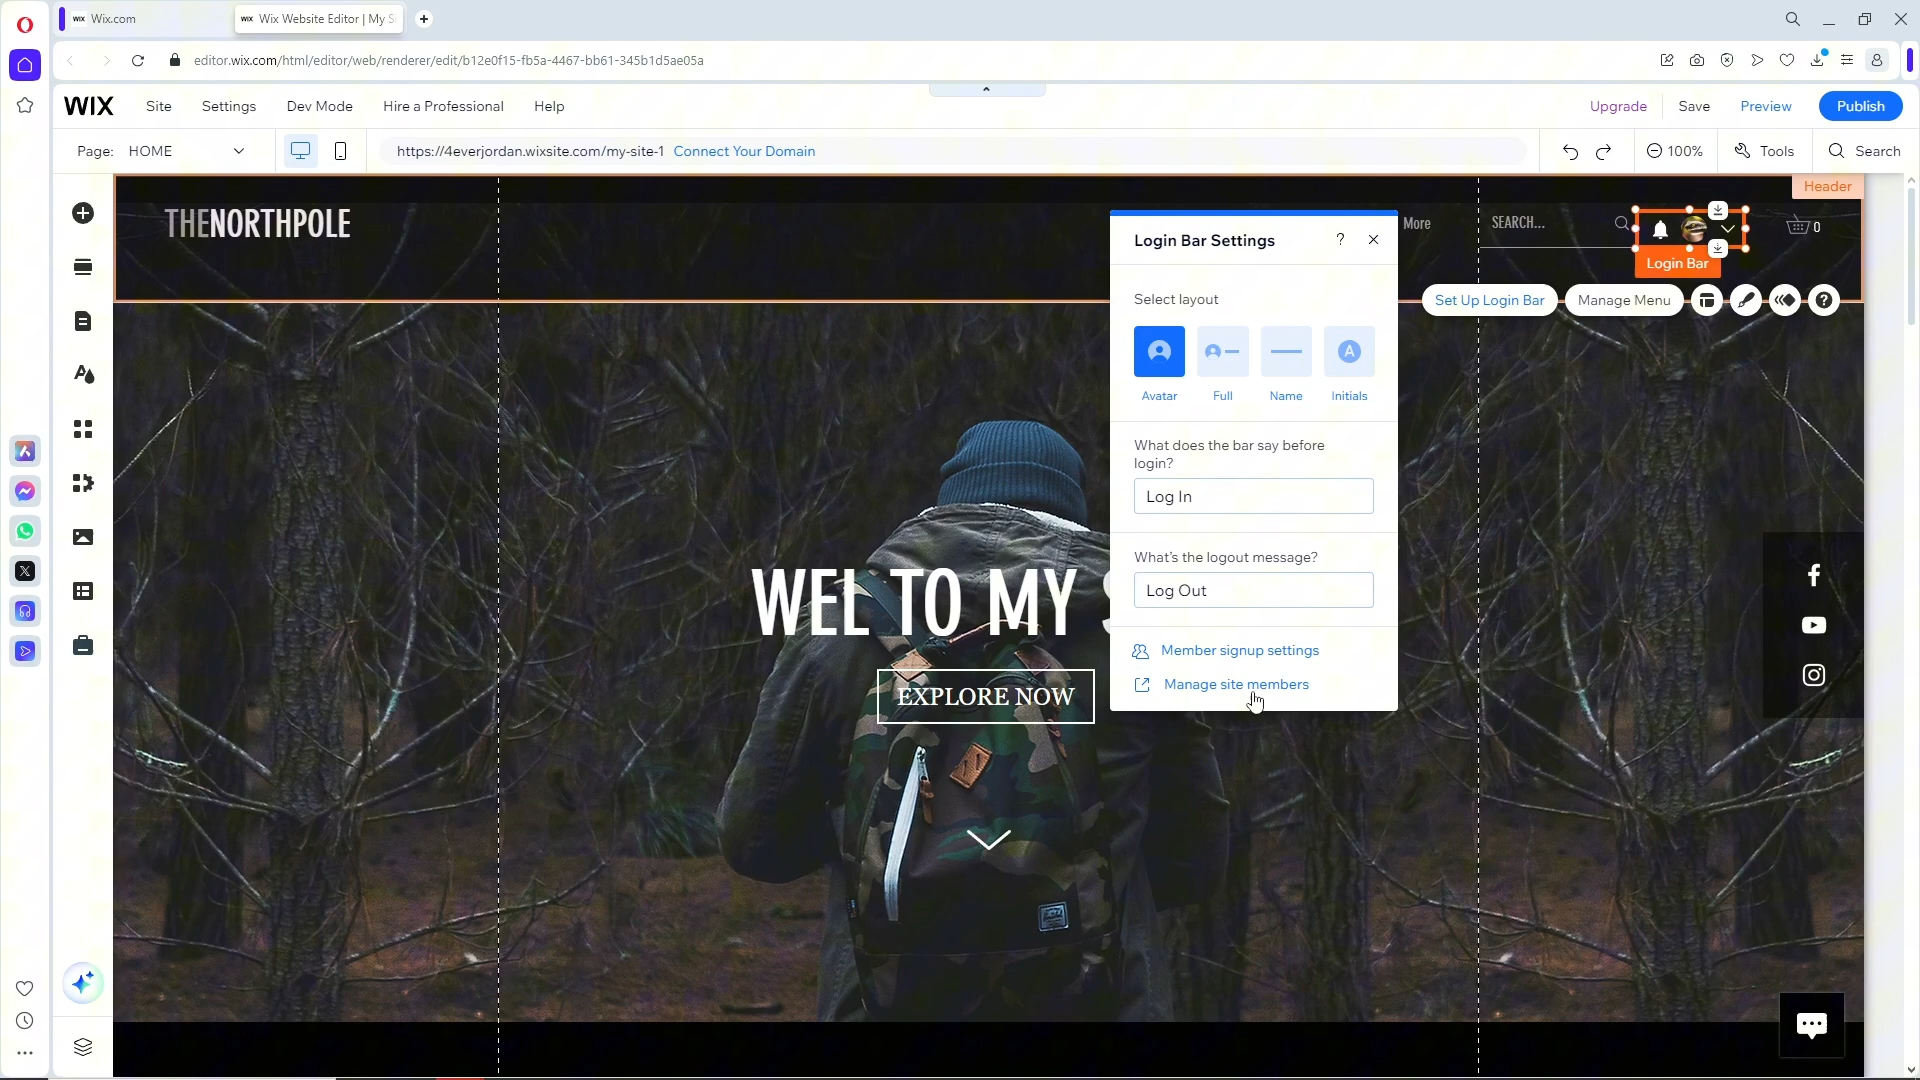 WIX Wix.com
WIX Wix Website Editor | My S
editor.wix.com/html/editor/web/renderer/edit/b12e0f15-fb5a-4467-bb61-345b1d5ae05a
WIX Site Settings Dev Mode Hire a Professional Help Upgrade Save Preview Publish
Page: HOME https://4everjordan.wixsite.com/my-site-1 Connect Your Domain 100% Tools Search
Header
THENORTHPOLE
More SEARCH... 0
Login Bar
Set Up Login Bar Manage Menu
Login Bar Settings ?
Select layout
A
Avatar Full Name Initials
What does the bar say before
login?
Log In
What's the logout message?
Log Out
Member signup settings
Manage site members
WEL TO MY S
EXPLORE NOW